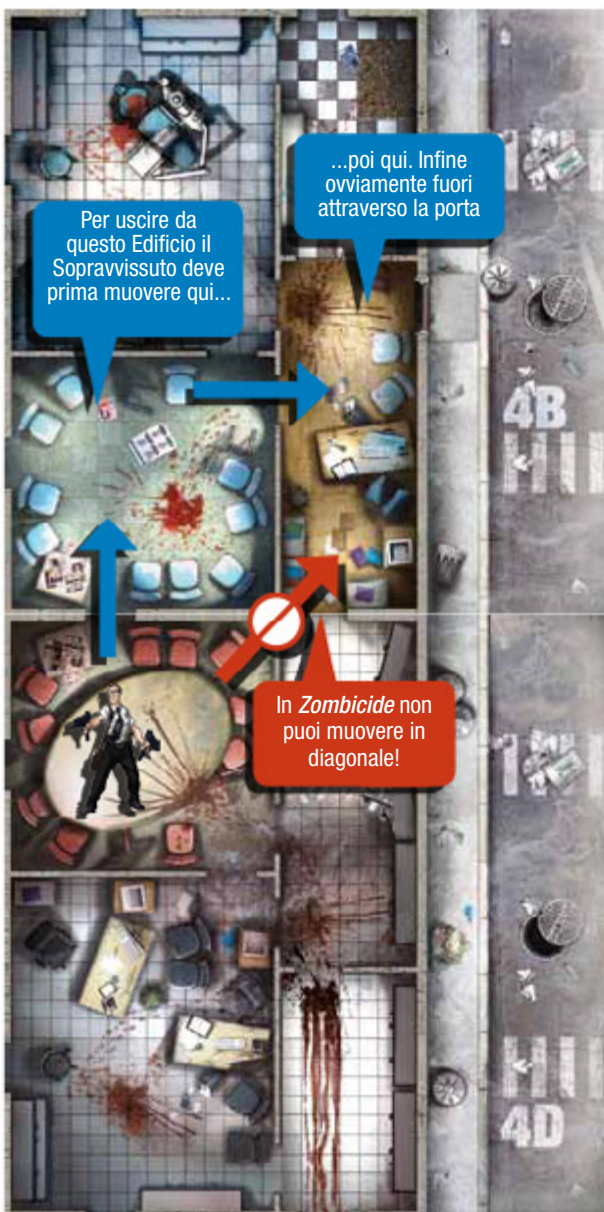 ...poi qui. Infine
ovviamente fuori
attraverso la porta
Per uscire da
questo Edificio il
Sopravvissuto deve
prima muovere qui...
4B
In Zombicide non
puoi muovere in
diagonale!
4D